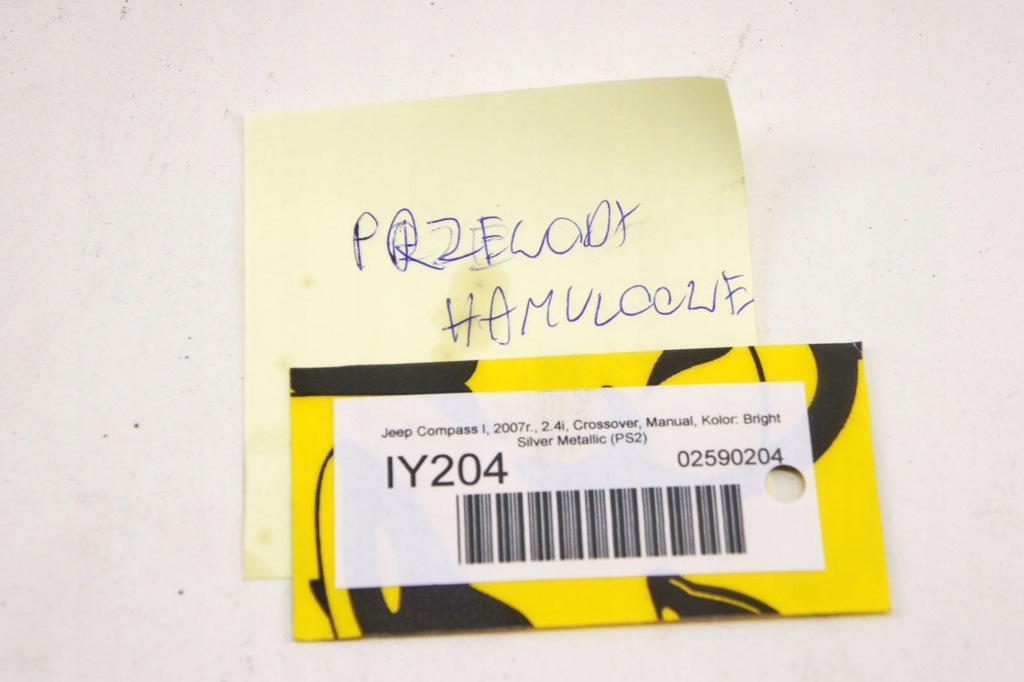 PRZEWODY
HAMULCOWE
Jeep Compass I, 2007r., 2.4i, Crossover, Manual, Kolor: Bright
Silver Metallic (PS2)
IY204
02590204